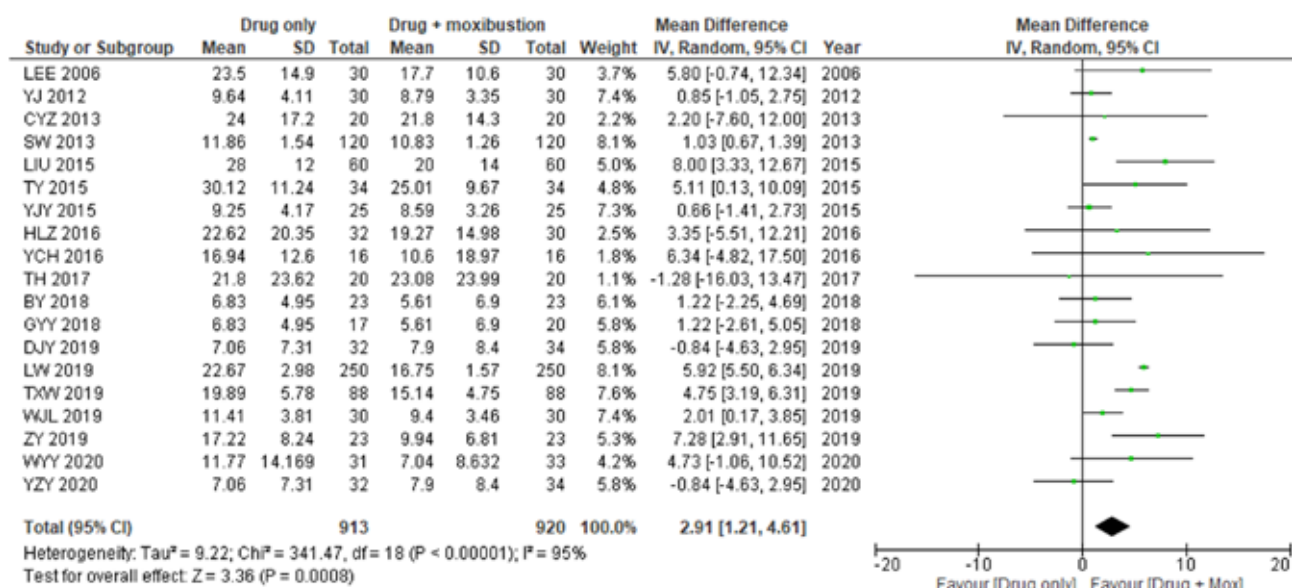 Drug only Drug + moxibustion Mean Difference Mean Difference
Study or Subgroup Mean SD Total Mean SD Total Weight IV, Random, 95% CI Year IV, Random, 95% CI
LEE 2006 23.5 14.9 30 17.7 10.6 30 3.7% 5.80 [-0.74, 12.34] 2006
YJ 2012 9.64 4.11 30 8.79 3.35 30 7.4% 0.85 [-1.05, 2.75] 2012
CYZ 2013 24 17.2 20 21.8 14.3 20 2.2% 2.20 [-7.60, 12.00] 2013
SW 2013 11.86 1.54 120 10.83 1.26 120 8.1% 1.03 [0.67, 1.39] 2013
LIU 2015 28 12 60 20 14 60 5.0% 8.00 [3.33, 12.67] 2015
TY 2015 30.12 11.24 34 25.01 9.67 34 4.8% 5.11 [0.13, 10.09] 2015
YJY 2015 9.25 4.17 25 8.59 3.26 25 7.3% 0.66 [-1.41, 2.73] 2015
HLZ 2016 22.62 20.35 32 19.27 14.98 30 2.5% 3.35 [-5.51, 12.21] 2016
YCH 2016 16.94 12.6 16 10.6 18.97 16 1.8% 6.34 [-4.82, 17.50] 2016
TH 2017 21.8 23.62 20 23.08 23.99 20 1.1% -1.28 [-16.03, 13.47] 2017
BY 2018 6.83 4.95 23 5.61 6.9 23 6.1% 1.22 [-2.25, 4.69] 2018
GYY 2018 6.83 4.95 17 5.61 6.9 20 5.8% 1.22 [-2.61, 5.05] 2018
DJY 2019 7.06 7.31 32 7.9 8.4 34 5.8% -0.84 [-4.63, 2.95] 2019
LW 2019 22.67 2.98 250 16.75 1.57 250 8.1% 5.92 [5.50, 6.34] 2019
TXW 2019 19.89 5.78 88 15.14 4.75 88 7.6% 4.75 [3.19, 6.31] 2019
WJL 2019 11.41 3.81 30 9.4 3.46 30 7.4% 2.01 [0.17, 3.85] 2019
ZY 2019 17.22 8.24 23 9.94 6.81 23 5.3% 7.28 [2.91, 11.65] 2019
WYY 2020 11.77 14.169 31 7.04 8.632 33 4.2% 4.73 [-1.06, 10.52] 2020
YZY 2020 7.06 7.31 32 7.9 8.4 34 5.8% -0.84 [-4.63, 2.95] 2020
Total (95% CI) 913 920 100.0% 2.91 [1.21, 4.61]
Heterogeneity: Tau² = 9.22; Chi² = 341.47, df = 18 (P < 0.00001); I² = 95%
Test for overall effect: Z = 3.36 (P = 0.0008)
-20 -10 0 10 20
Favour [Drug only] Favour [Drug + Mox]